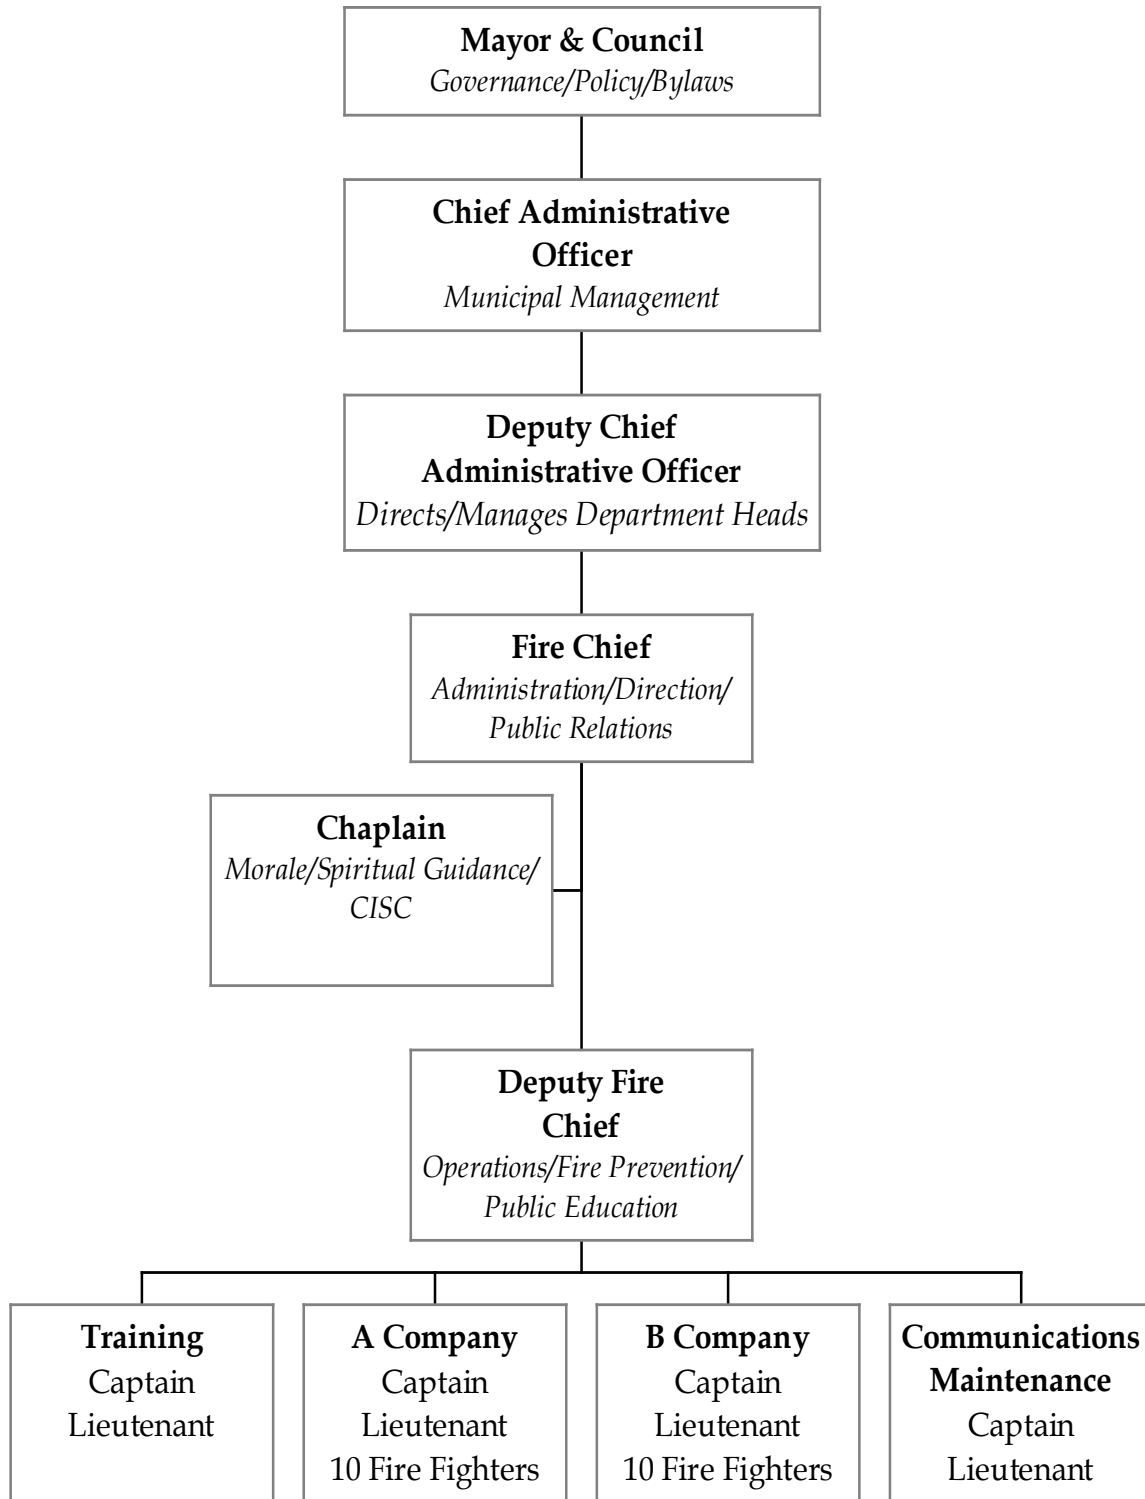 Mayor & Council
Governance/Policy/Bylaws
Chief Administrative
Officer
Municipal Management
Deputy Chief
Administrative Officer
Directs/Manages Department Heads
Fire Chief
Administration/Direction/
Public Relations
Chaplain
Morale/Spiritual Guidance/
CISC
Deputy Fire
Chief
Operations/Fire Prevention/
Public Education
Training
Captain
Lieutenant
A Company
Captain
Lieutenant
10 Fire Fighters
B Company
Captain
Lieutenant
10 Fire Fighters
Communications
Maintenance
Captain
Lieutenant